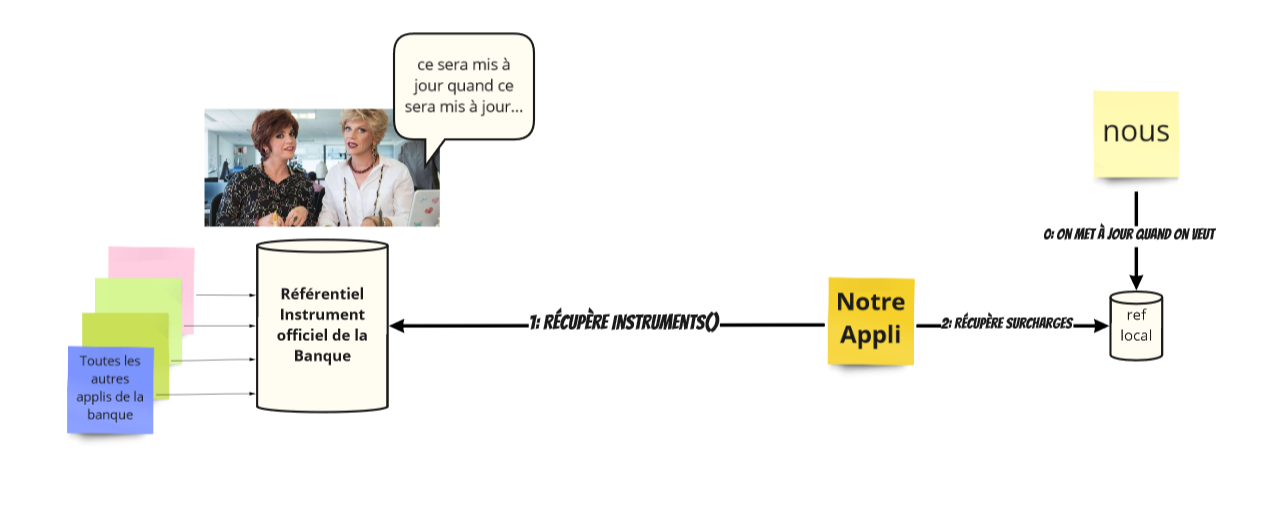 ce sera mis à
jour quand ce
sera mis à jour...
nous
0: ON MET À JOUR QUAND ON VEUT
Référentiel
Instrument
officiel de la
Banque
1: RÉCUPÈRE INSTRUMENTS()
Notre
Appli
2: RÉCUPÈRE SURCHARGES
ref
local
Toutes les
autres
applis de la
banque